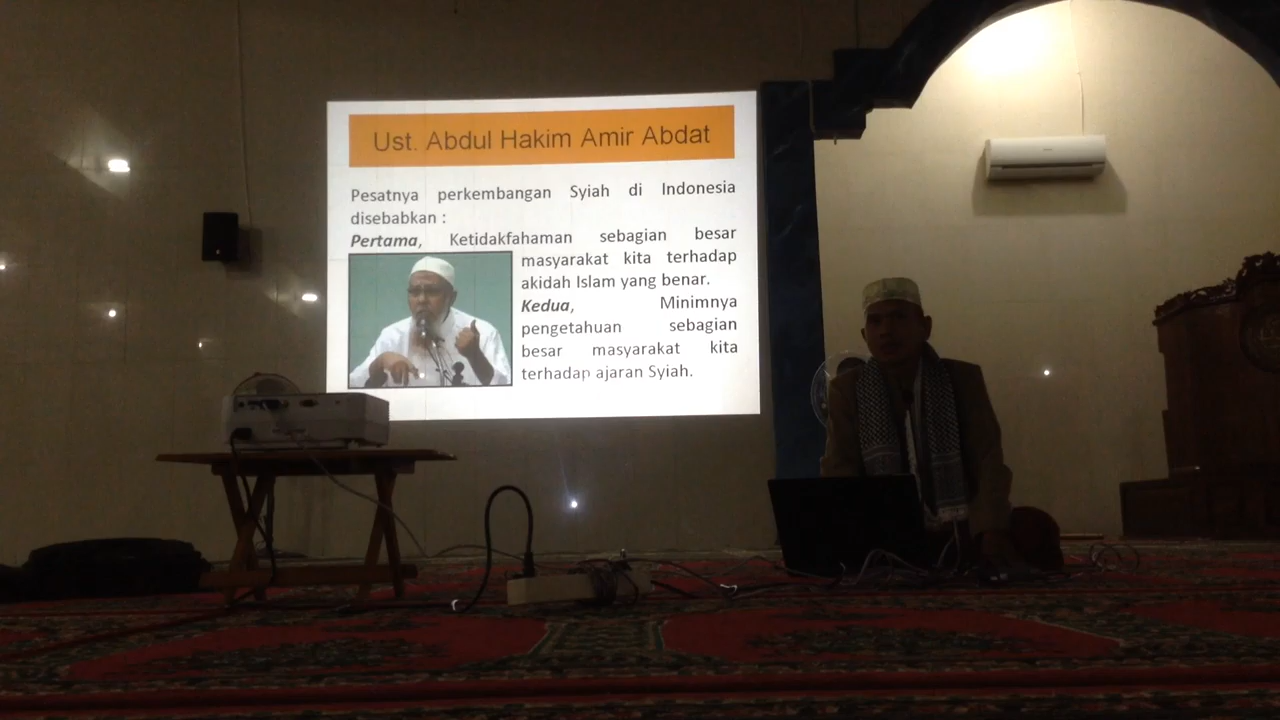 Ust. Abdul Hakim Amir Abdat
Pesatnya perkembangan Syiah di Indonesia
disebabkan :
Pertama, Ketidakfahaman sebagian besar
masyarakat kita terhadap
akidah Islam yang benar.
Kedua, Minimnya
pengetahuan sebagian
besar masyarakat kita
terhadap ajaran Syiah.